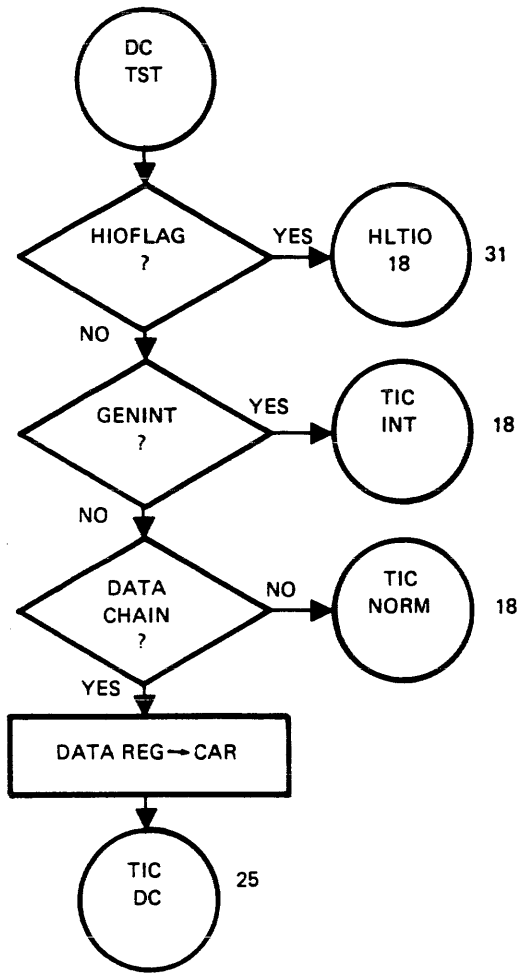 DC
TST
HIOFLAG
?
YES
HLTIO
18
31
NO
GENINT
?
YES
TIC
INT
18
NO
DATA
CHAIN
?
NO
TIC
NORM
18
YES
DATA REG→CAR
TIC
DC
25